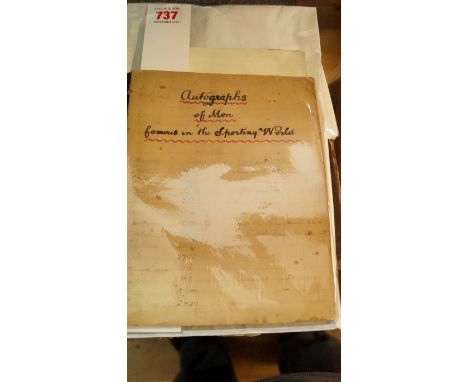 737
Autographs
of Men
famous in the Sporting World